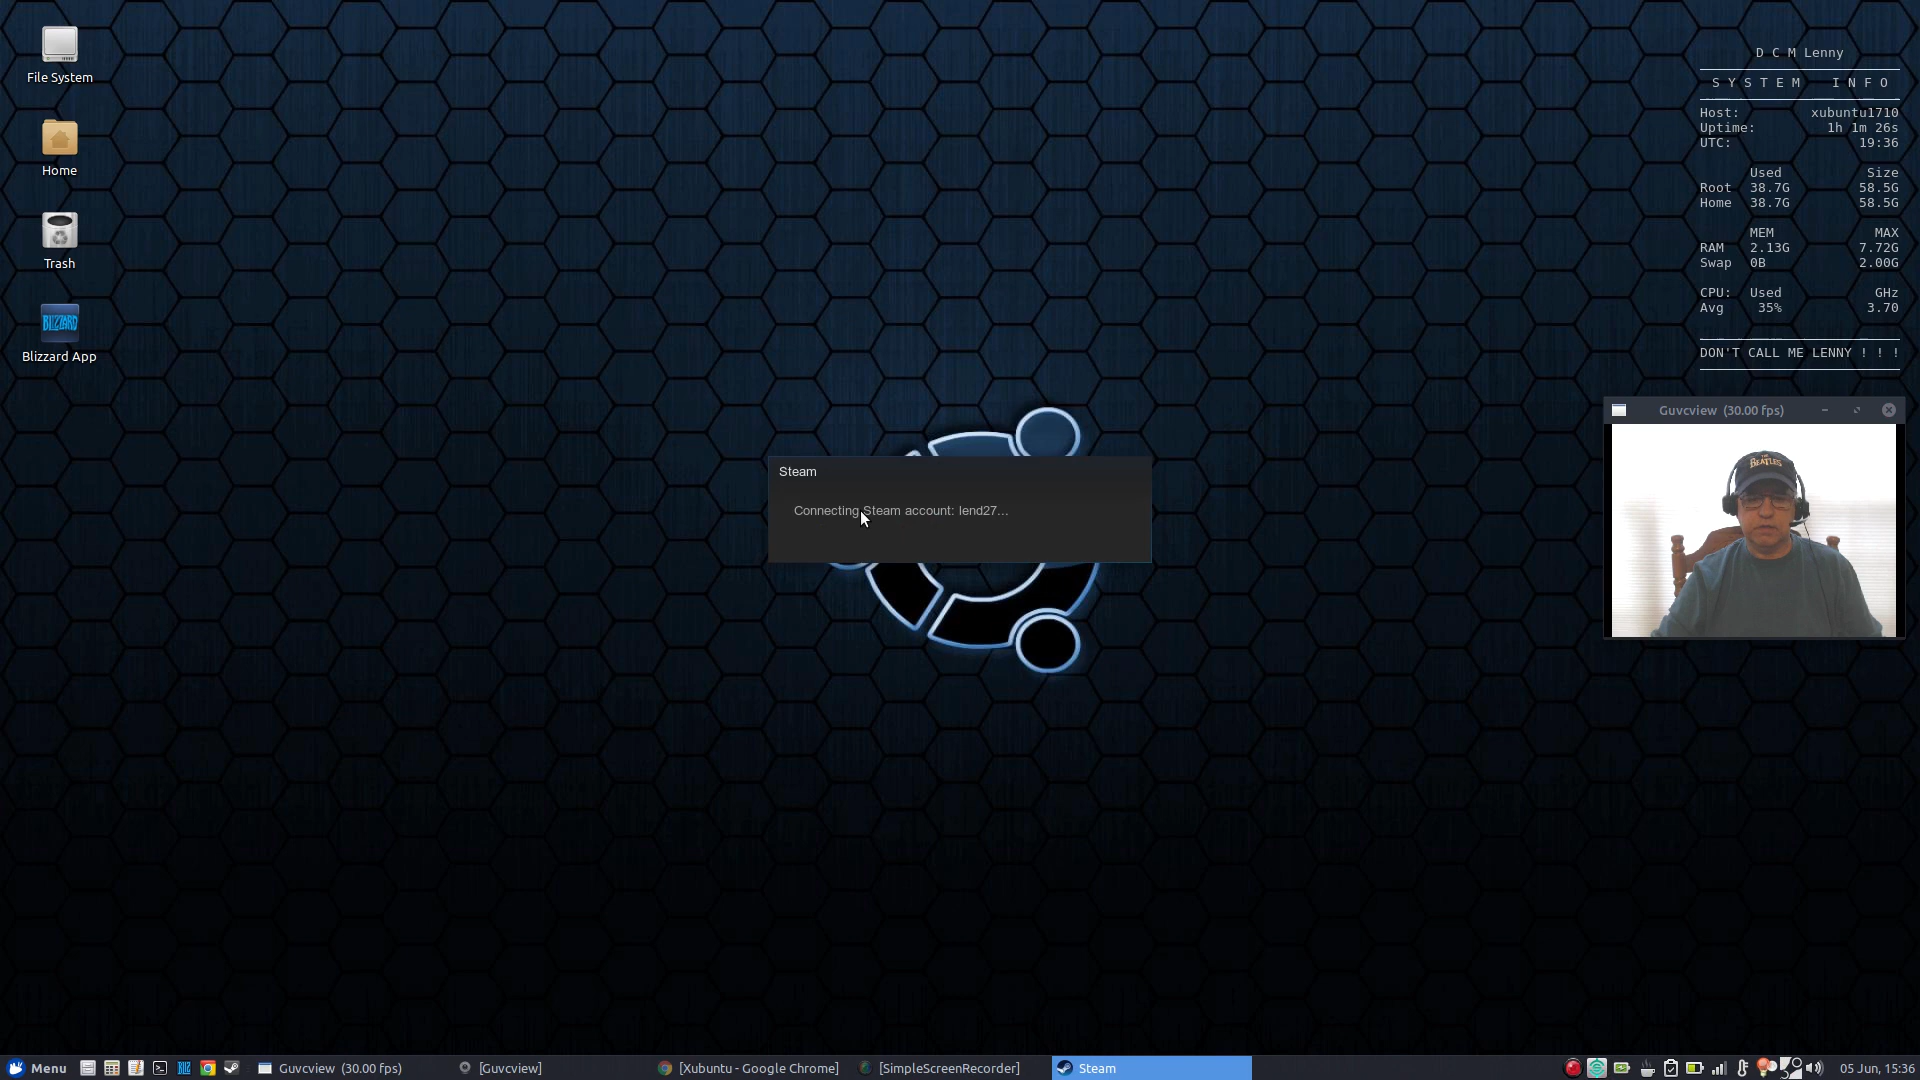 File System
Home
Trash
BLIZZARD
Blizzard App
D C M Lenny
S Y S T E M   I N F O
Host: xubuntu1710
Uptime: 1h 1m 26s
UTC: 19:36
Used Size
Root 38.7G 58.5G
Home 38.7G 58.5G
MEM MAX
RAM 2.13G 7.72G
Swap 0B 2.00G
CPU: Used GHz
Avg 35% 3.70
DON'T CALL ME LENNY ! ! !
Guvcview (30.00 fps)
THE
BEATLES
Steam
Connecting Steam account: lend27...
Menu Guvcview (30.00 fps) [Guvcview] [Xubuntu - Google Chrome] [SimpleScreenRecorder] Steam 05 Jun, 15:36